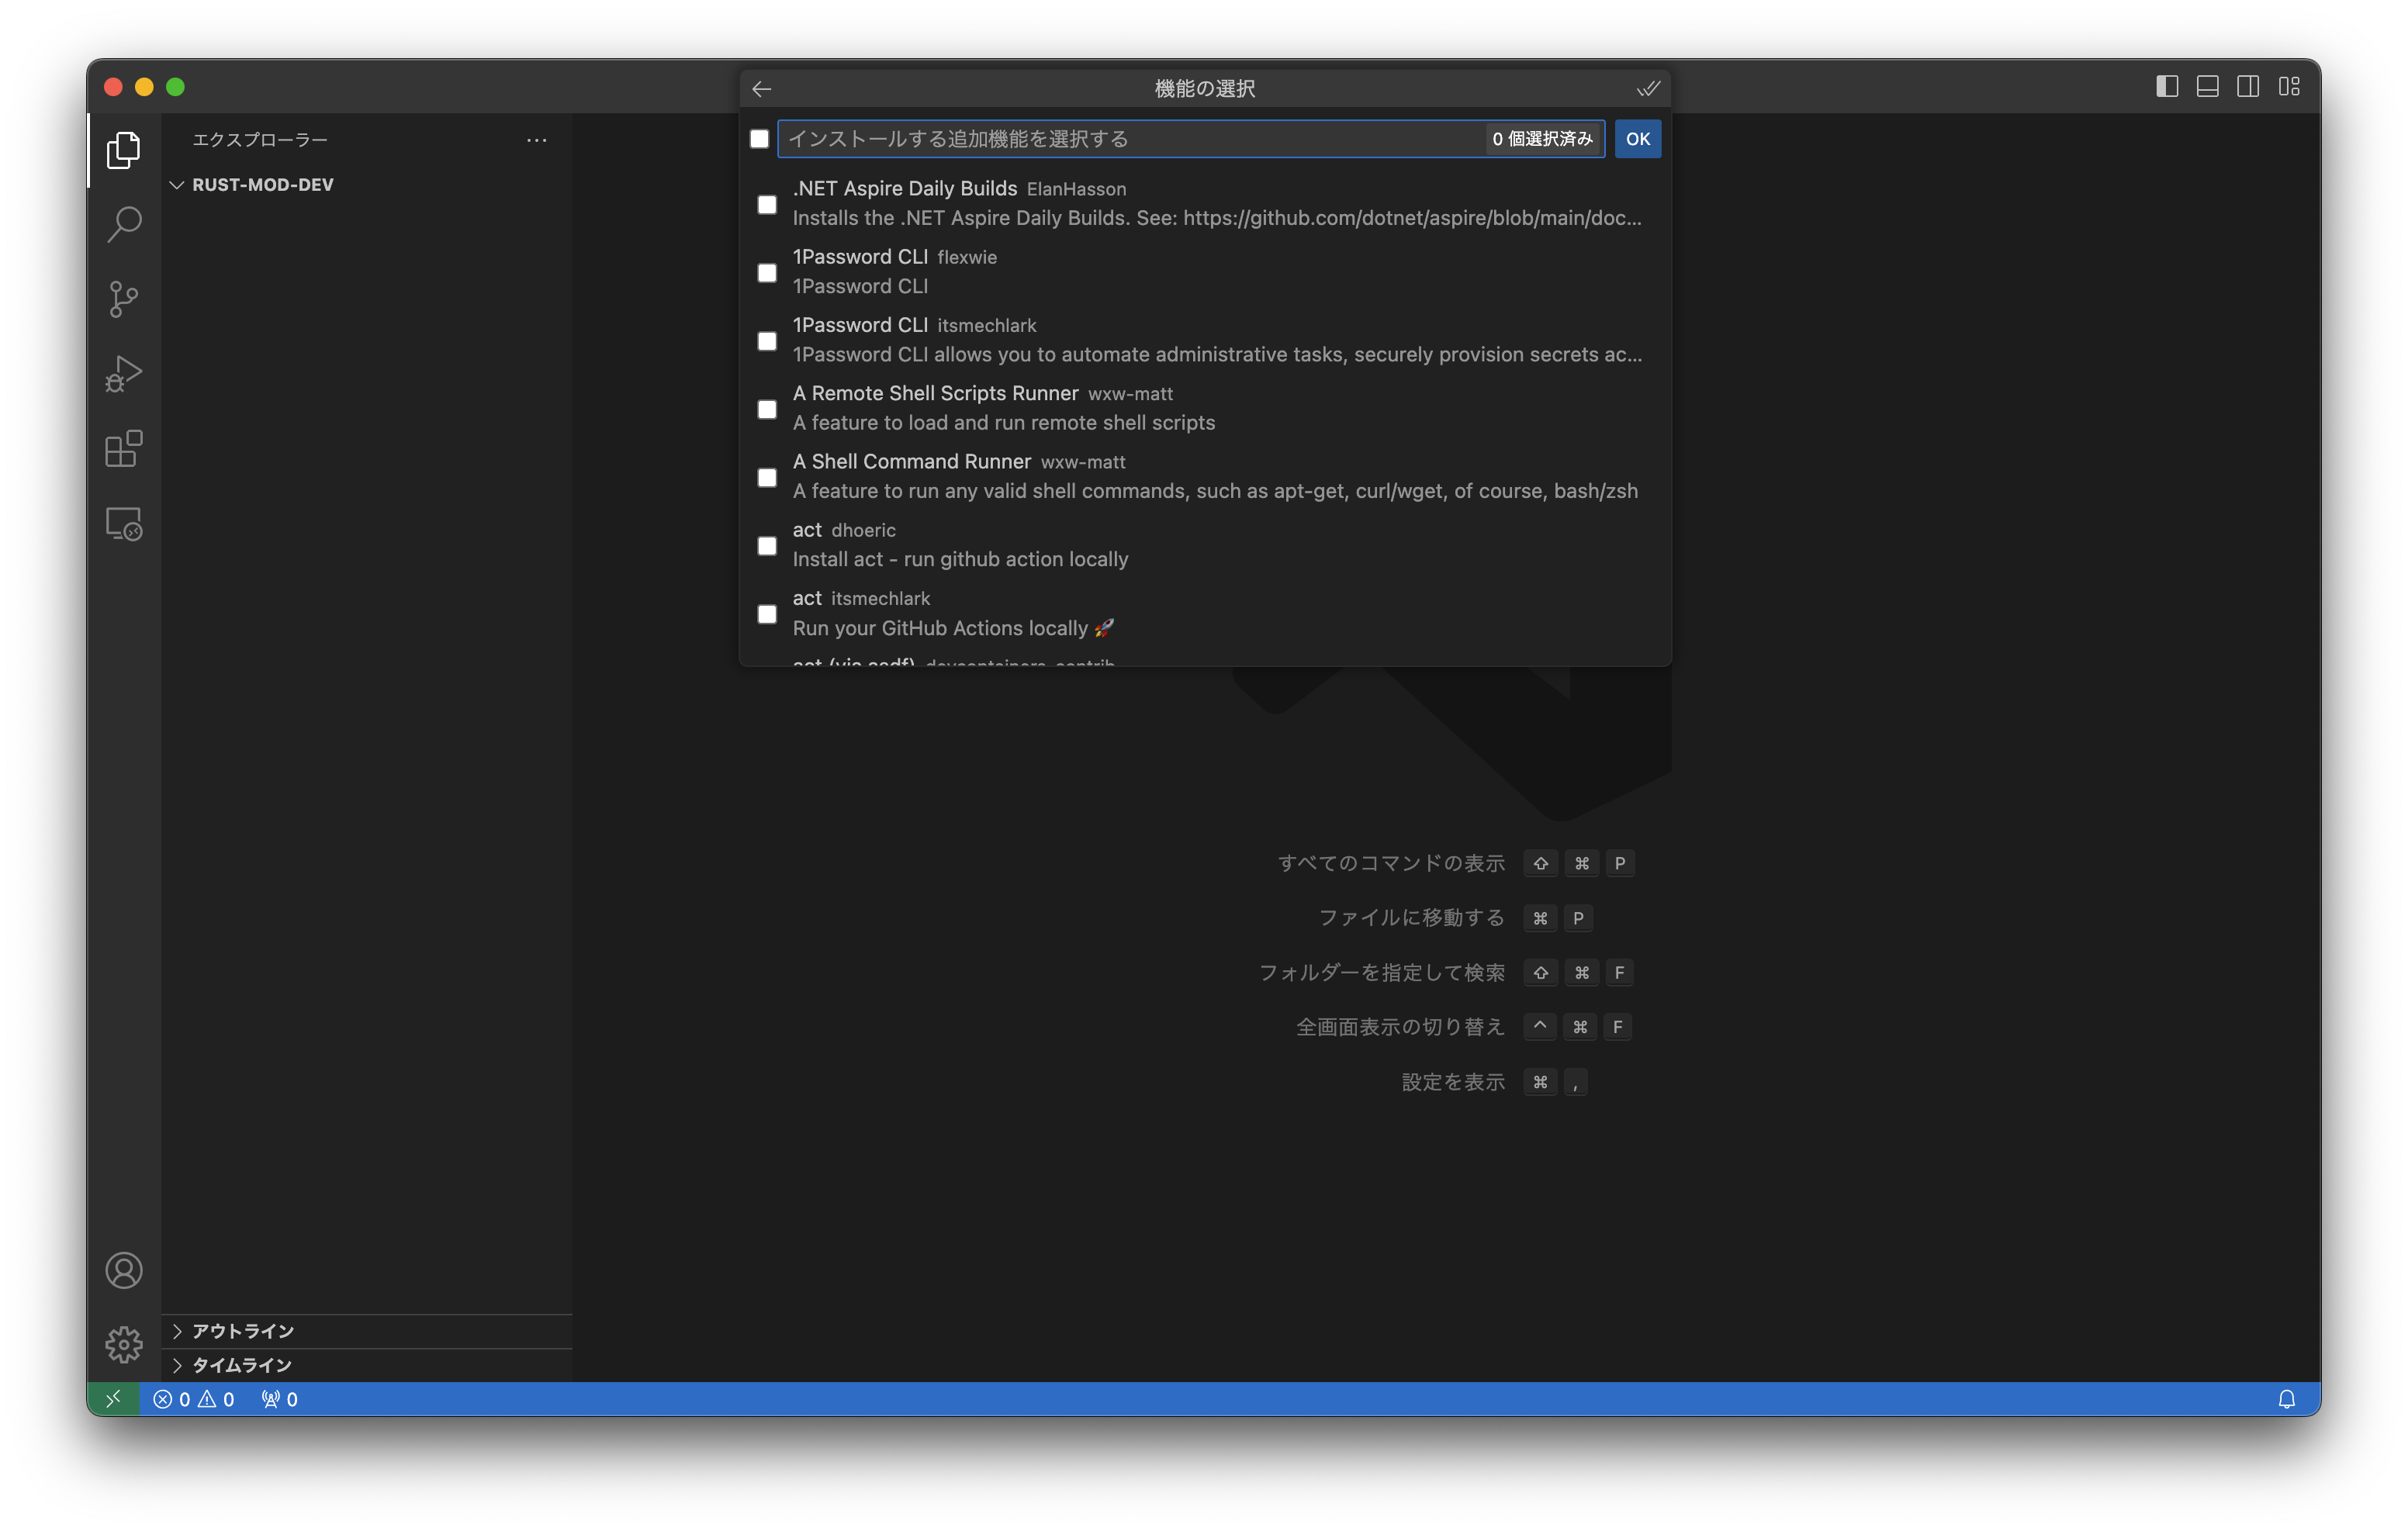 機能の選択
エクスプローラー
RUST-MOD-DEV
インストールする追加機能を選択する
0 個選択済み
OK
.NET Aspire Daily Builds ElanHasson
Installs the .NET Aspire Daily Builds. See: https://github.com/dotnet/aspire/blob/main/doc...
1Password CLI flexwie
1Password CLI
1Password CLI itsmechlark
1Password CLI allows you to automate administrative tasks, securely provision secrets ac...
A Remote Shell Scripts Runner wxw-matt
A feature to load and run remote shell scripts
A Shell Command Runner wxw-matt
A feature to run any valid shell commands, such as apt-get, curl/wget, of course, bash/zsh
act dhoeric
Install act - run github action locally
act itsmechlark
Run your GitHub Actions locally 🚀
act (via asdf) devcontainers-contrib
すべてのコマンドの表示 ⇧ ⌘ P
ファイルに移動する ⌘ P
フォルダーを指定して検索 ⇧ ⌘ F
全画面表示の切り替え ^ ⌘ F
設定を表示 ⌘ ,
アウトライン
タイムライン
0 0 0